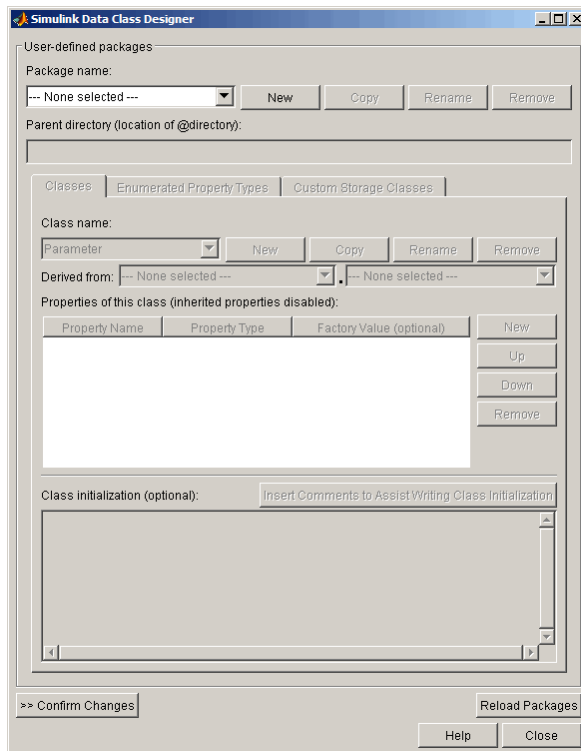 Simulink Data Class Designer
User-defined packages
Package name:
--- None selected --- New Copy Rename Remove
Parent directory (location of @directory):
Classes Enumerated Property Types Custom Storage Classes
Class name:
Parameter New Copy Rename Remove
Derived from: --- None selected --- . --- None selected ---
Properties of this class (inherited properties disabled):
Property Name Property Type Factory Value (optional) New
Up
Down
Remove
Class initialization (optional): Insert Comments to Assist Writing Class Initialization
>> Confirm Changes Reload Packages
Help Close